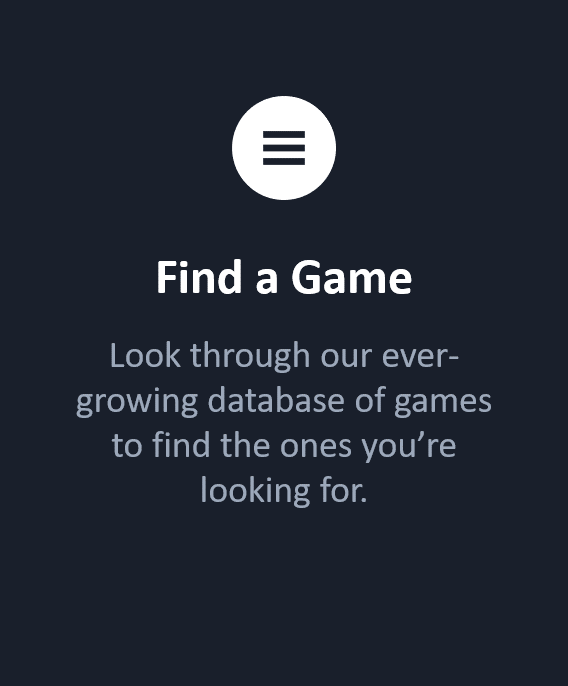 Find a Game
Look through our ever-
growing database of games
to find the ones you’re
looking for.